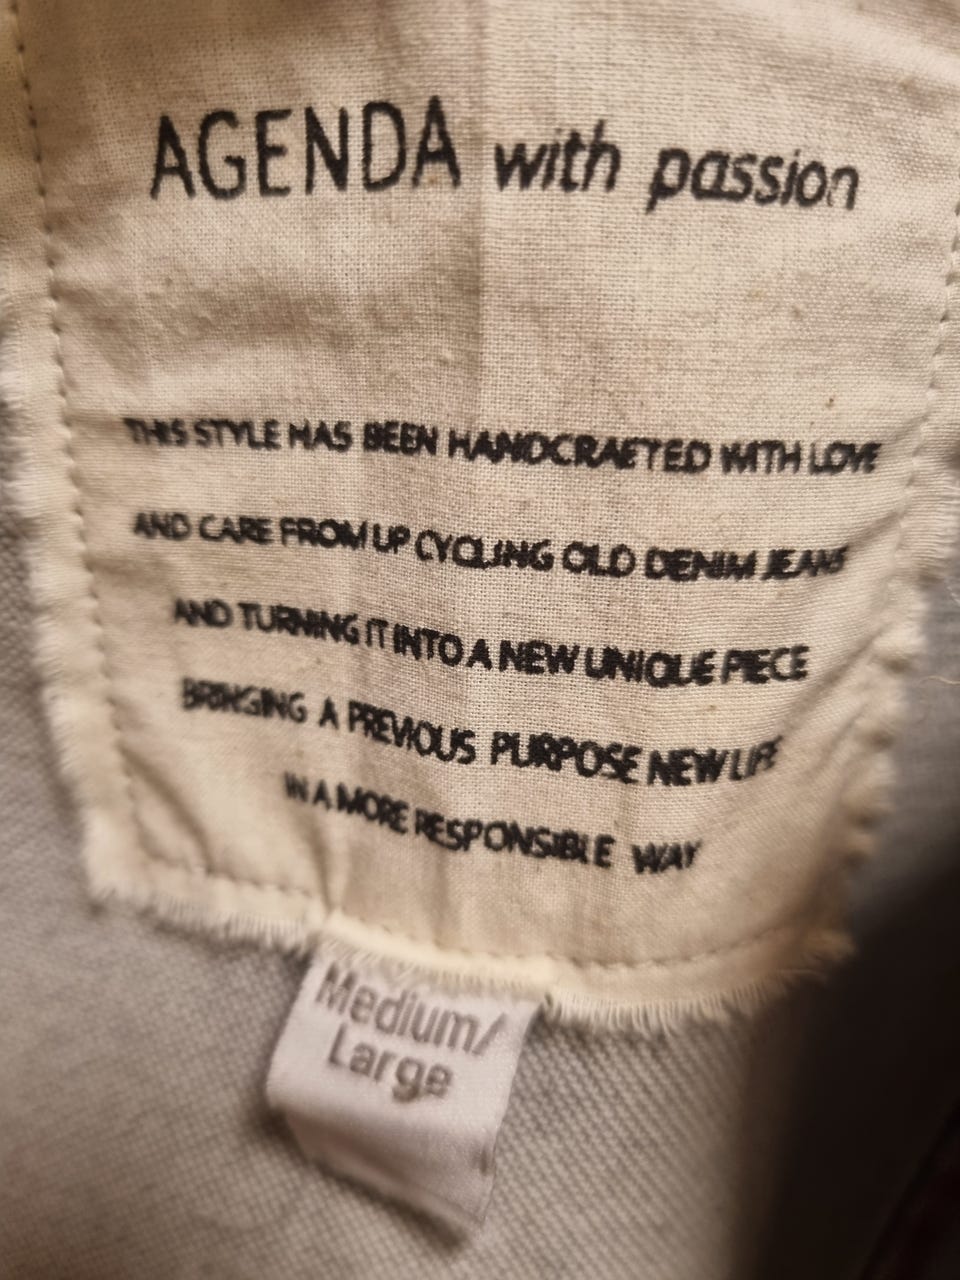 AGENDA with passion
THIS STYLE HAS BEEN HANDCRAFTED WITH LOVE
AND CARE FROM UP CYCLING OLD DENIM JEANS
AND TURNING IT INTO A NEW UNIQUE PIECE
BRINGING A PREVIOUS PURPOSE NEW LIFE
IN A MORE RESPONSIBLE WAY
Medium/
Large